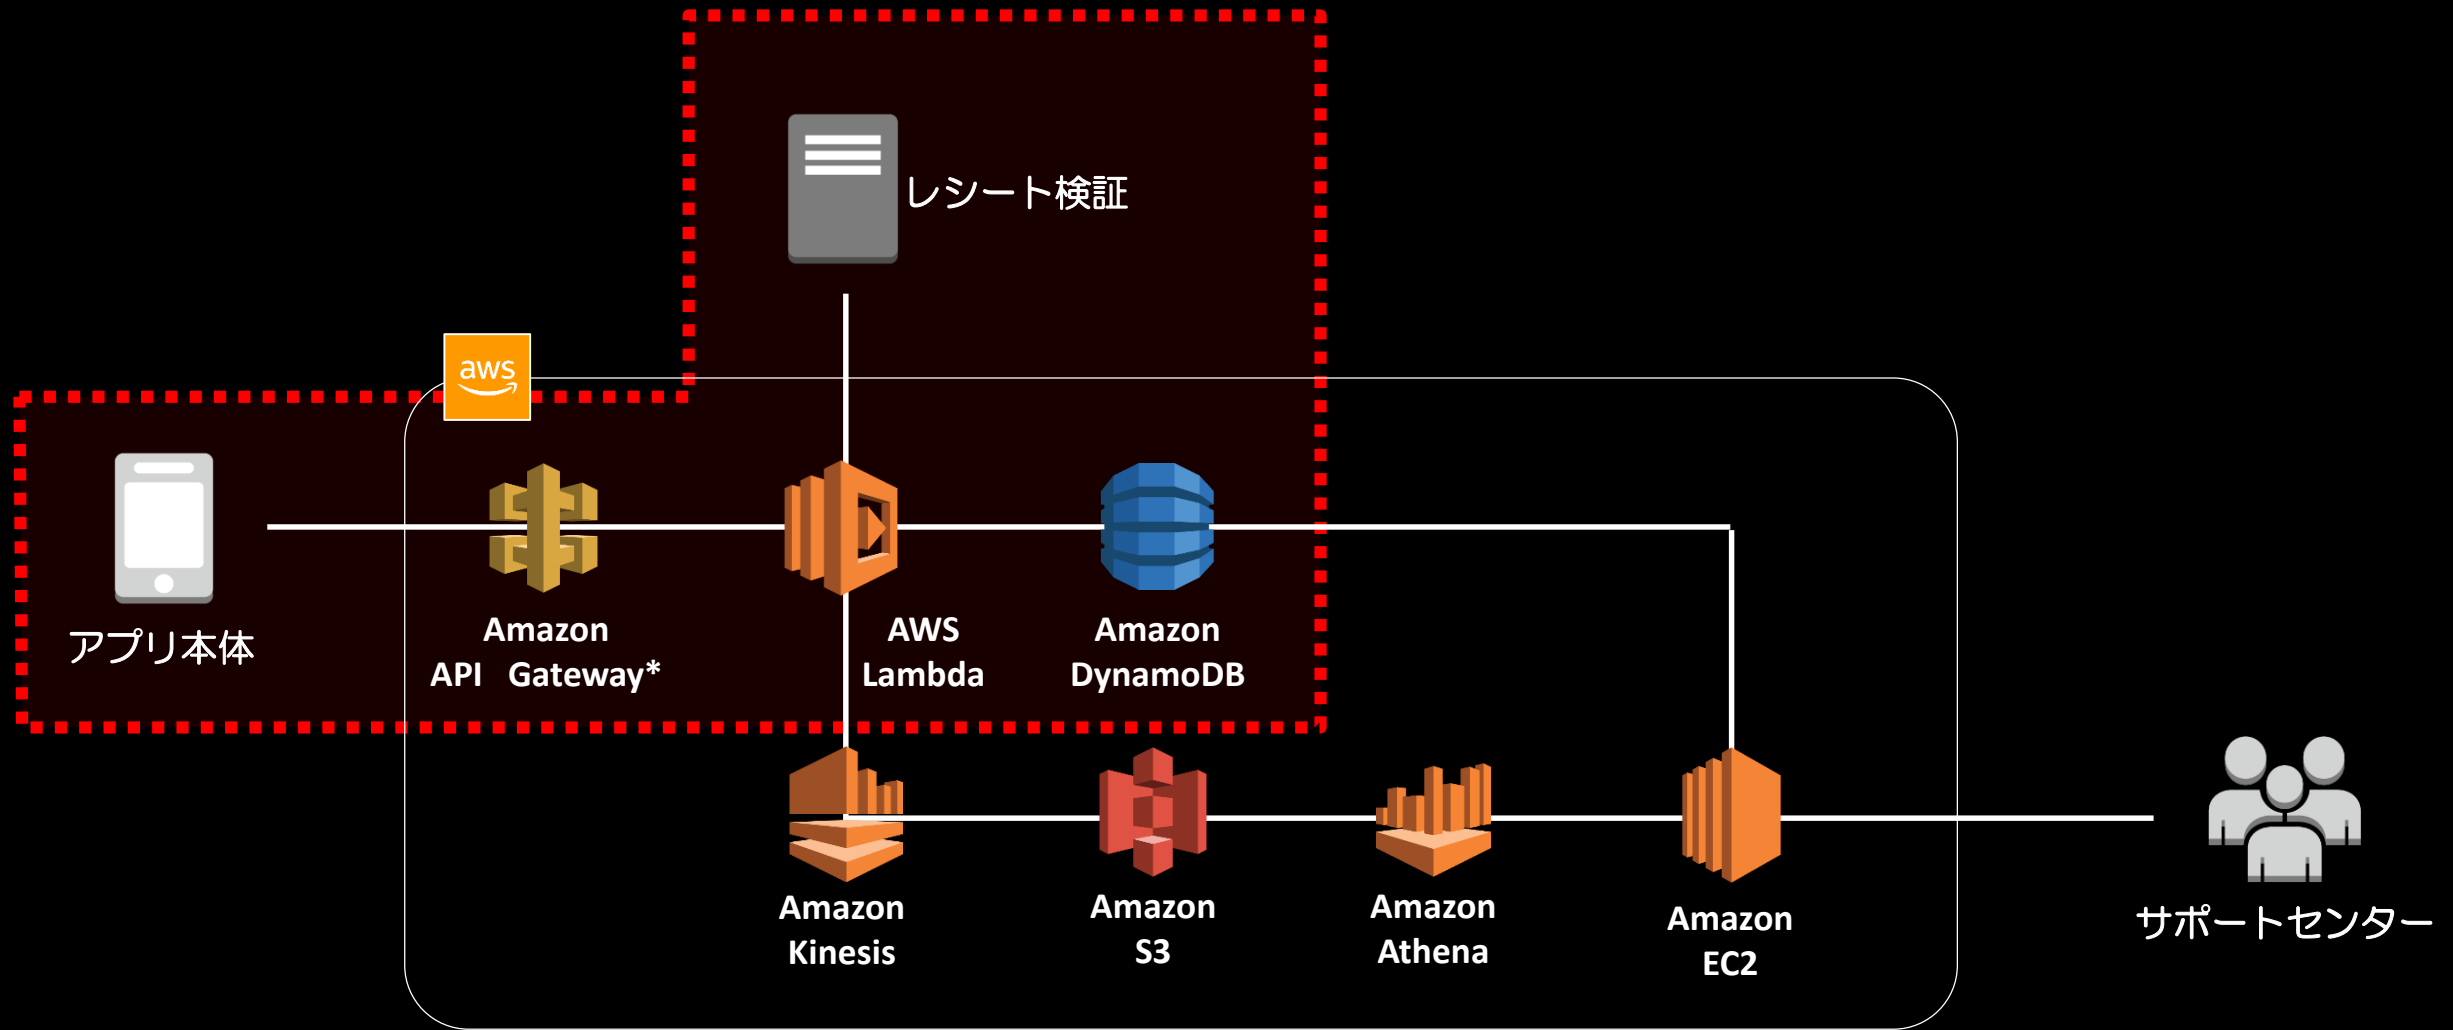 レシート検証
aws
アプリ本体
Amazon
API Gateway*
AWS
Lambda
Amazon
DynamoDB
Amazon
Kinesis
Amazon
S3
Amazon
Athena
Amazon
EC2
サポートセンター